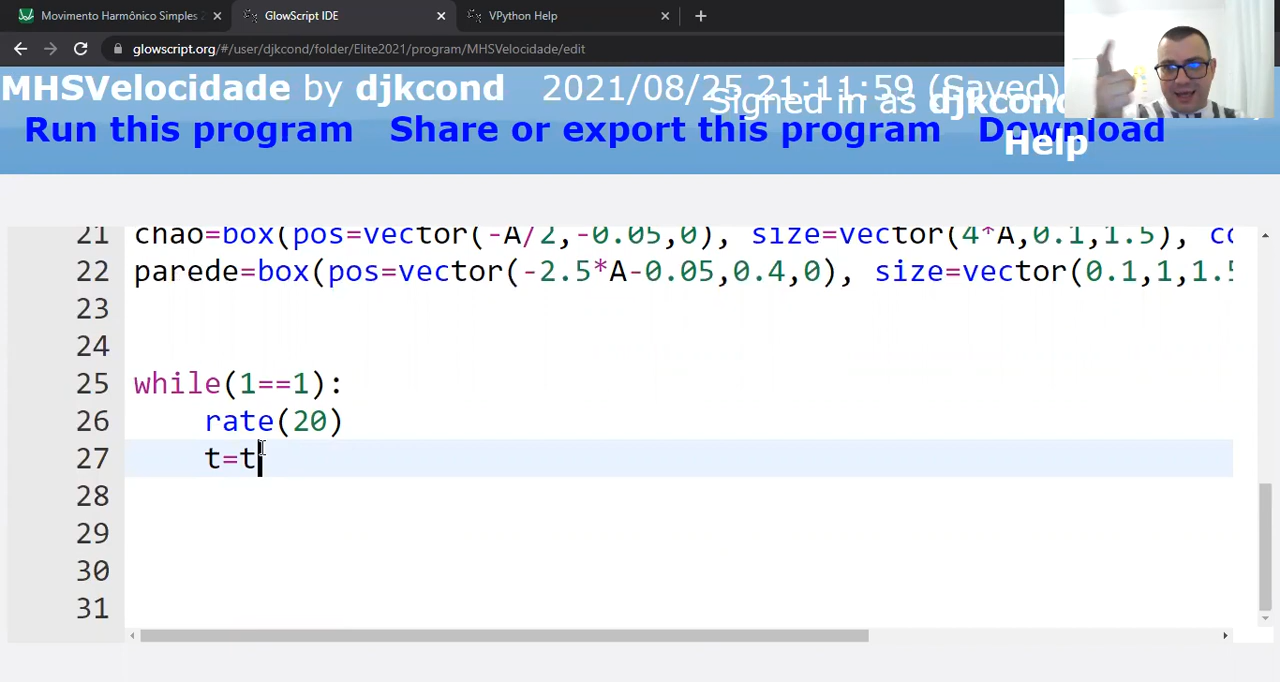 Movimento Harmônico Simples 2
GlowScript IDE
VPython Help
glowscript.org/#/user/djkcond/folder/Elite2021/program/MHSVelocidade/edit
MHSVelocidade by djkcond 2021/08/25 21:11:59 (Saved)
Signed in as djkcond
Run this program Share or export this program Download
Help
21 chao=box(pos=vector(-A/2,-0.05,0), size=vector(4*A,0.1,1.5), co
22 parede=box(pos=vector(-2.5*A-0.05,0.4,0), size=vector(0.1,1,1.5
23
24
25 while(1==1):
26 rate(20)
27 t=t
28
29
30
31